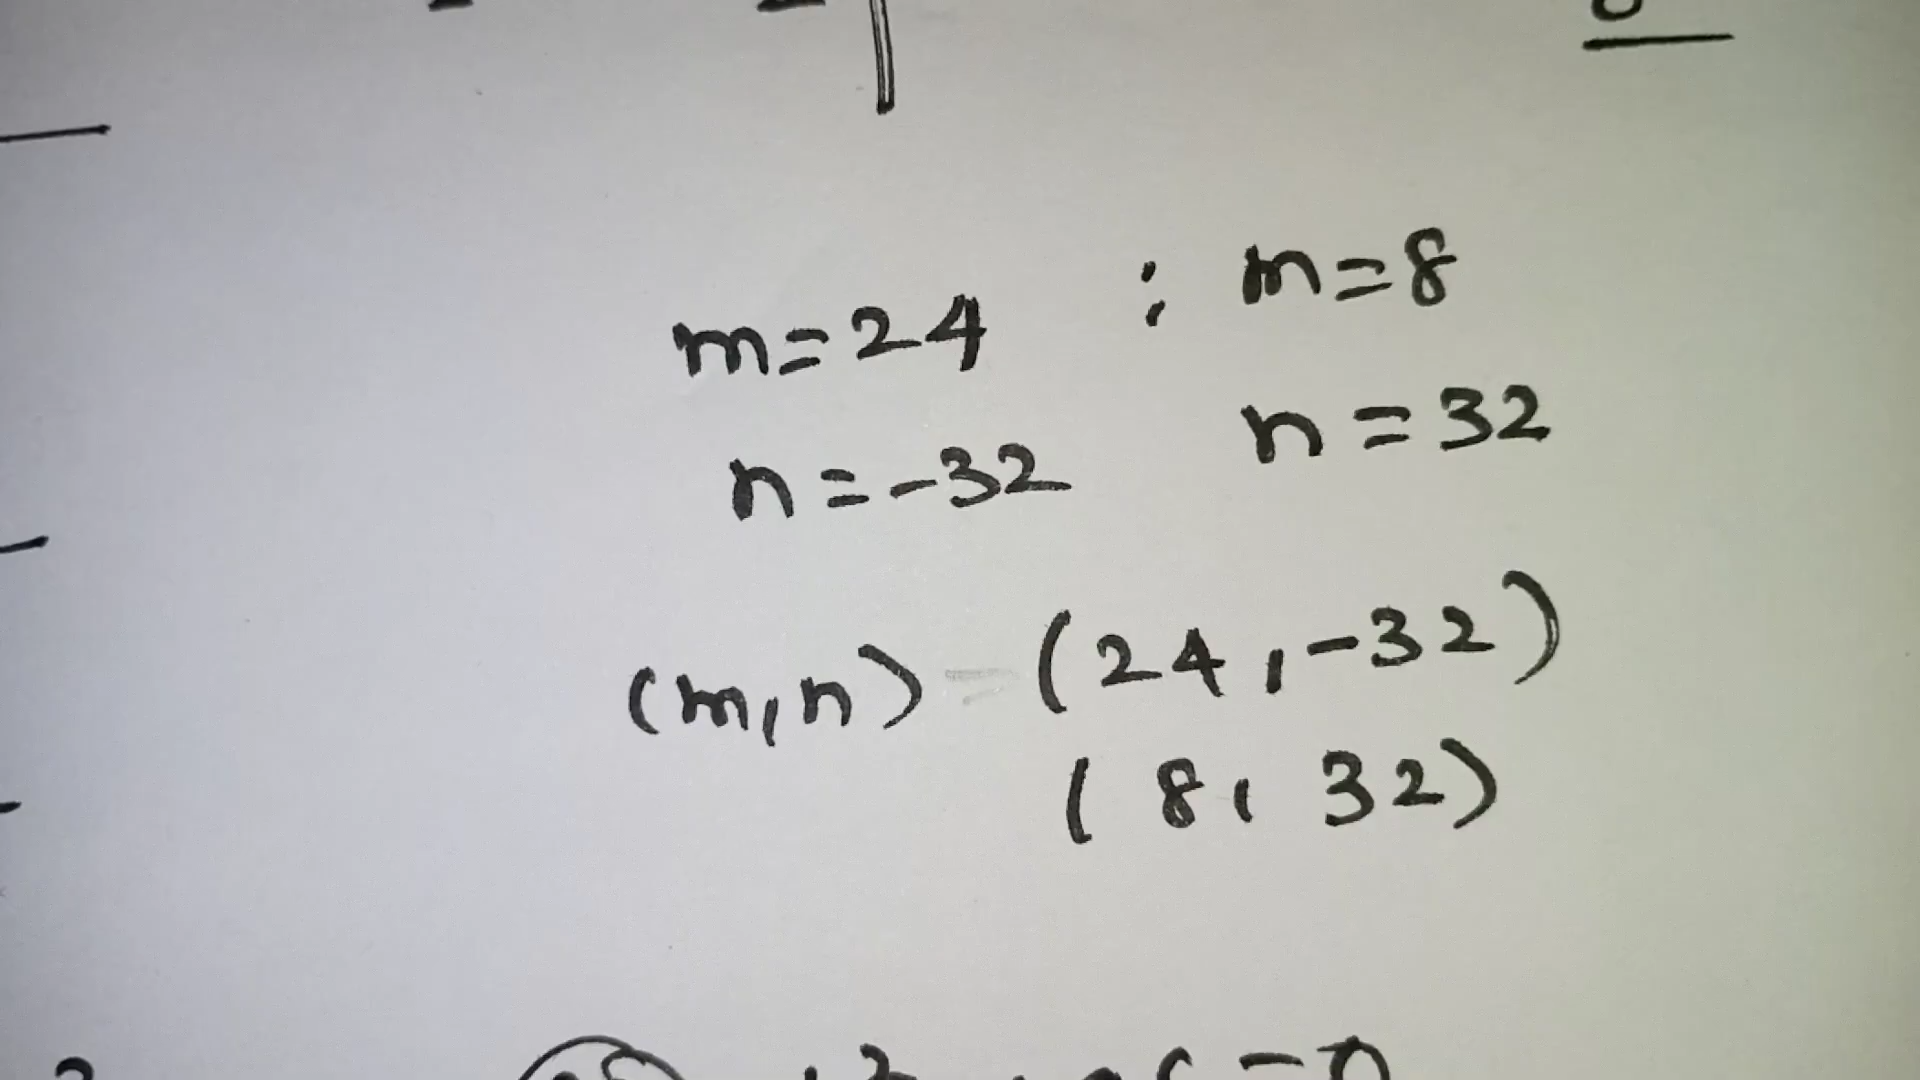 m=24 ; m=8
n=-32 n=32
(m,n) = (24,-32)
(8, 32)